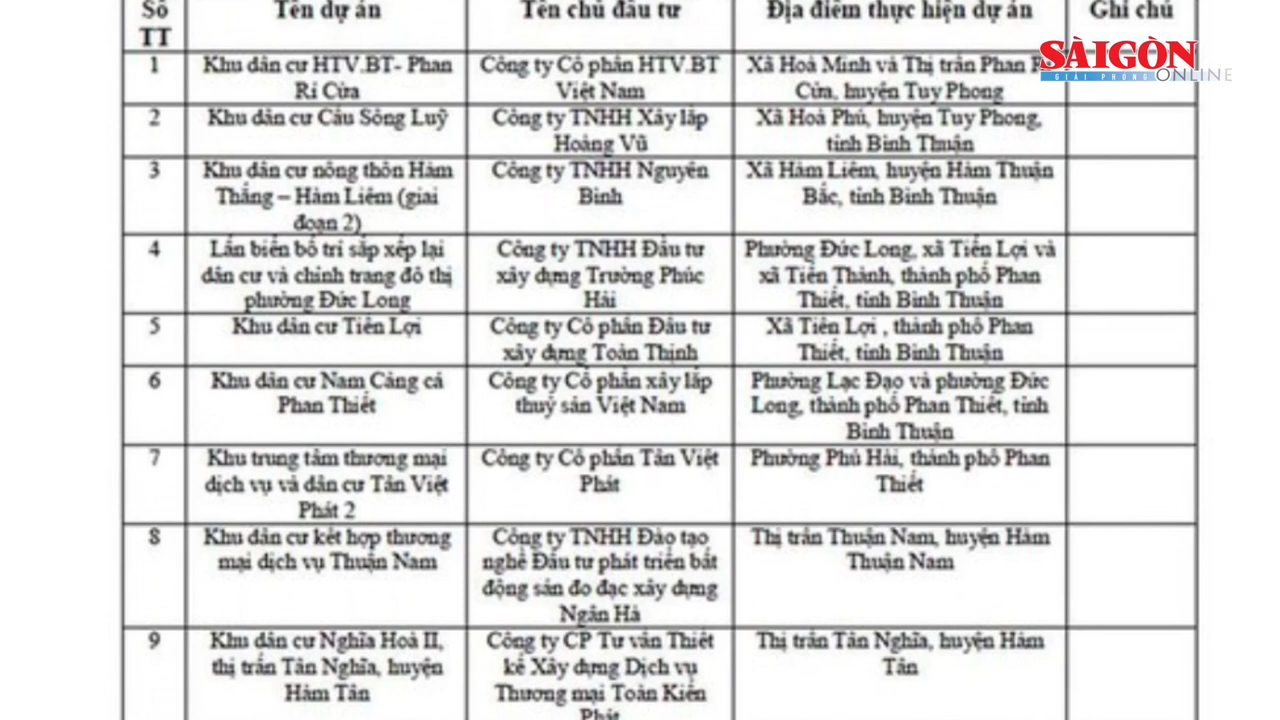 Số
TT
Tên dự án
Tên chủ đầu tư
Địa điểm thực hiện dự án
Ghi chú
SÀIGÒN
GIẢI PHÓNG ONLINE
1
Khu dân cư HTV.BT- Phan
Rí Cửa
Công ty Cổ phần HTV.BT
Việt Nam
Xã Hoà Minh và Thị trấn Phan
Cửa, huyện Tuy Phong
2
Khu dân cư Cầu Sông Luỹ
Công ty TNHH Xây lắp
Hoàng Vũ
Xã Hoà Phú, huyện Tuy Phong,
tỉnh Bình Thuận
3
Khu dân cư nông thôn Hàm
Thắng – Hàm Liêm (giai
đoạn 2)
Công ty TNHH Nguyên
Bình
Xã Hàm Liêm, huyện Hàm Thuận
Bắc, tỉnh Bình Thuận
4
Lấn biển bố trí sắp xếp lại
dân cư và chỉnh trang đô thị
phường Đức Long
Công ty TNHH Đầu tư
xây dựng Trường Phúc
Hải
Phường Đức Long, xã Tiến Lợi và
xã Tiến Thành, thành phố Phan
Thiết, tỉnh Bình Thuận
5
Khu dân cư Tiến Lợi
Công ty Cổ phần Đầu tư
xây dựng Toàn Thịnh
Xã Tiến Lợi , thành phố Phan
Thiết, tỉnh Bình Thuận
6
Khu dân cư Nam Cảng cá
Phan Thiết
Công ty Cổ phần xây lắp
thuỷ sản Việt Nam
Phường Lạc Đạo và phường Đức
Long, thành phố Phan Thiết, tỉnh
Bình Thuận
7
Khu trung tâm thương mại
dịch vụ và dân cư Tân Việt
Phát 2
Công ty Cổ phần Tân Việt
Phát
Phường Phú Hài, thành phố Phan
Thiết
8
Khu dân cư kết hợp thương
mại dịch vụ Thuận Nam
Công ty TNHH Đào tạo
nghề Đầu tư phát triển bất
động sản đo đạc xây dựng
Ngân Hà
Thị trấn Thuận Nam, huyện Hàm
Thuận Nam
9
Khu dân cư Nghĩa Hoà II,
thị trấn Tân Nghĩa, huyện
Hàm Tân
Công ty CP Tư vấn Thiết
kế Xây dựng Dịch vụ
Thương mại Toàn Kiến
Phát
Thị trấn Tân Nghĩa, huyện Hàm
Tân